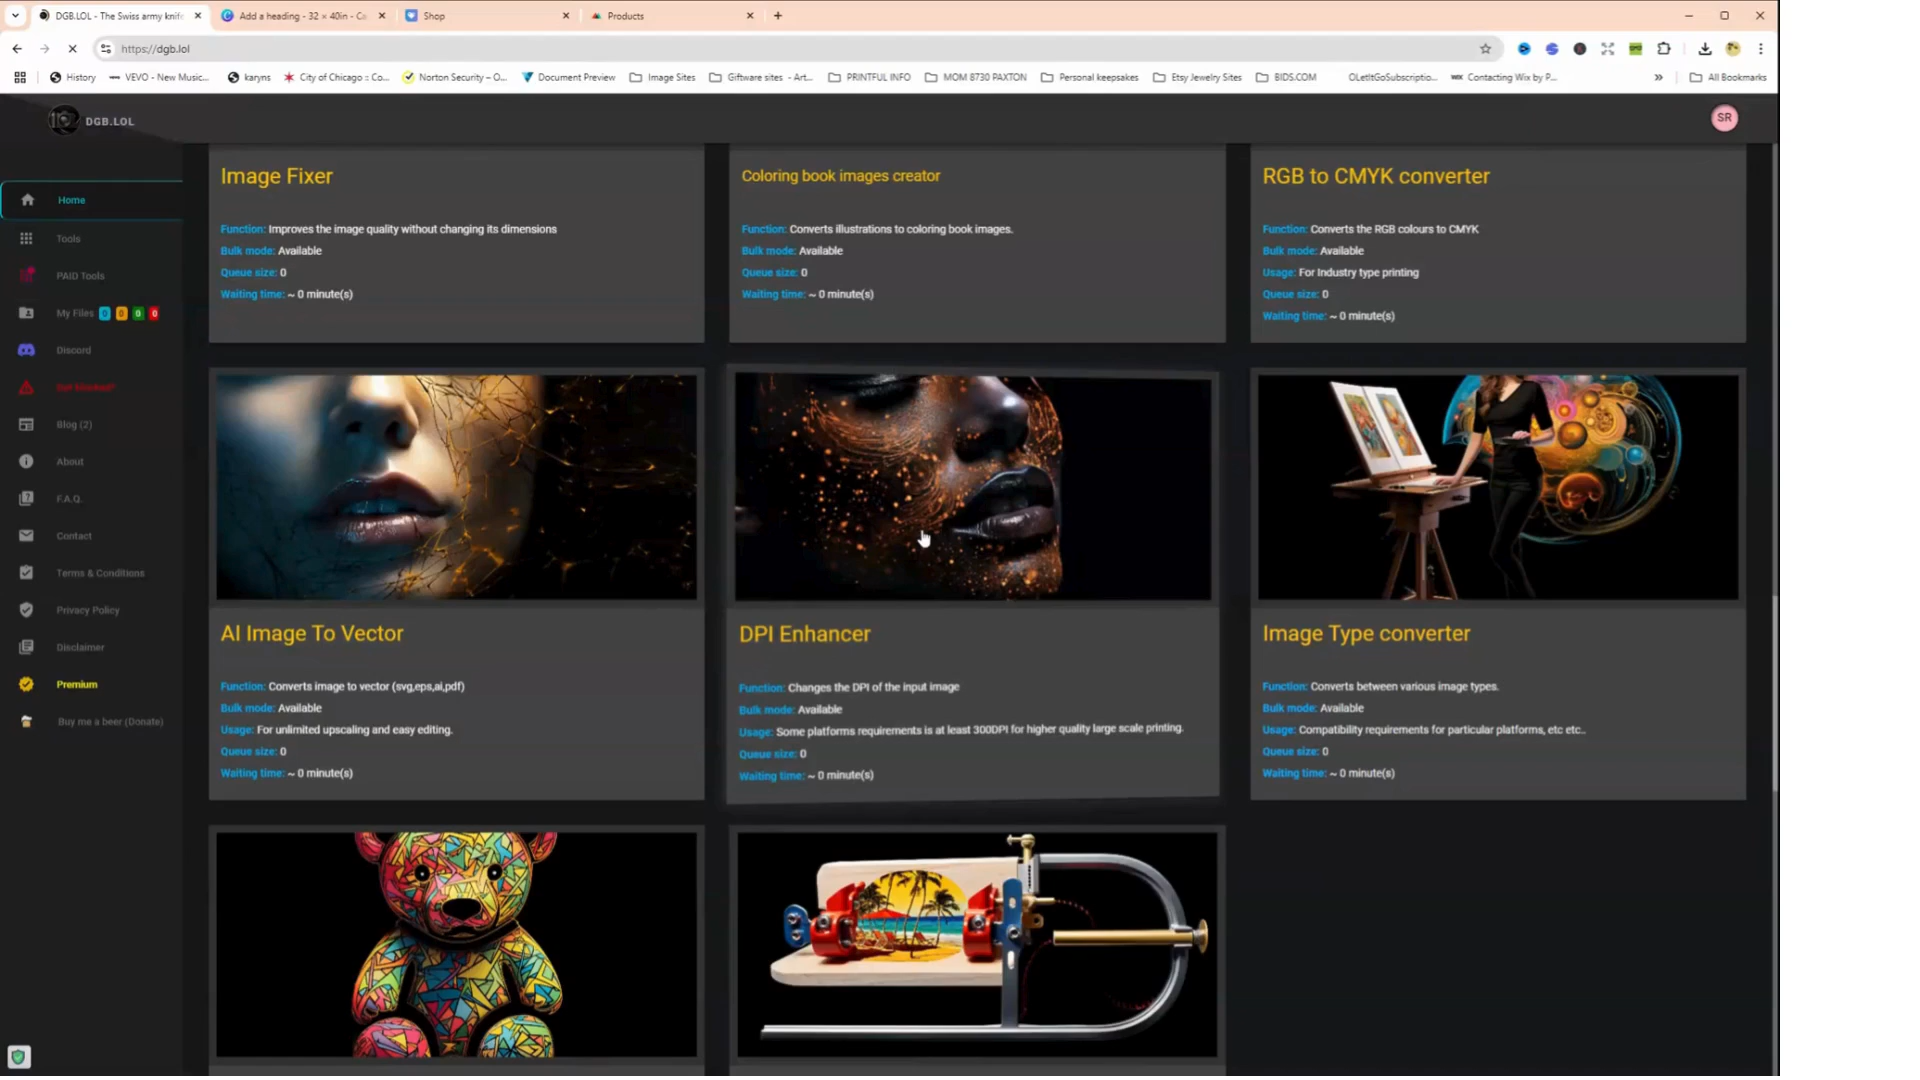 DGB.LOL - The Swiss army knife
Add a heading - 32 × 40in - Ca
Shop
Products
https://dgb.lol
History
VEVO - New Music...
karyns
City of Chicago :: Co...
Norton Security – O...
Document Preview
Image Sites
Giftware sites - Art...
PRINTFUL INFO
MOM 8730 PAXTON
Personal keepsakes
Etsy Jewelry Sites
BIDS.COM
OLetItGoSubscriptio...
WIX Contacting Wix by P...
All Bookmarks
DGB.LOL
SR
Home
Tools
PAID Tools
My Files 0 0 0 0
Discord
Blog (2)
About
F.A.Q.
Contact
Terms & Conditions
Privacy Policy
Disclaimer
Premium
Buy me a beer (Donate)
Image Fixer
Function: Improves the image quality without changing its dimensions
Bulk mode: Available
Queue size: 0
Waiting time: ~ 0 minute(s)
Coloring book images creator
Function: Converts illustrations to coloring book images.
Bulk mode: Available
Queue size: 0
Waiting time: ~ 0 minute(s)
RGB to CMYK converter
Function: Converts the RGB colours to CMYK
Bulk mode: Available
Usage: For Industry type printing
Queue size: 0
Waiting time: ~ 0 minute(s)
AI Image To Vector
Function: Converts image to vector (svg,eps,ai,pdf)
Bulk mode: Available
Usage: For unlimited upscaling and easy editing.
Queue size: 0
Waiting time: ~ 0 minute(s)
DPI Enhancer
Function: Changes the DPI of the input image
Bulk mode: Available
Usage: Some platforms requirements is at least 300DPI for higher quality large scale printing.
Queue size: 0
Waiting time: ~ 0 minute(s)
Image Type converter
Function: Converts between various image types.
Bulk mode: Available
Usage: Compatibility requirements for particular platforms, etc etc..
Queue size: 0
Waiting time: ~ 0 minute(s)